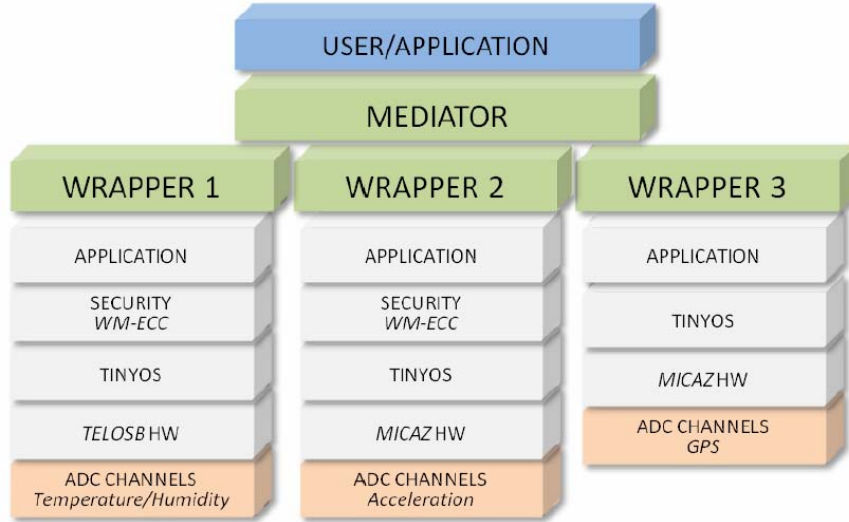 USER/APPLICATION
MEDIATOR
WRAPPER 1
APPLICATION
SECURITY
WM-ECC
TINYOS
TELOSB HW
ADC CHANNELS
Temperature/Humidity
WRAPPER 2
APPLICATION
SECURITY
WM-ECC
TINYOS
MICAZ HW
ADC CHANNELS
Acceleration
WRAPPER 3
APPLICATION
TINYOS
MICAZ HW
ADC CHANNELS
GPS